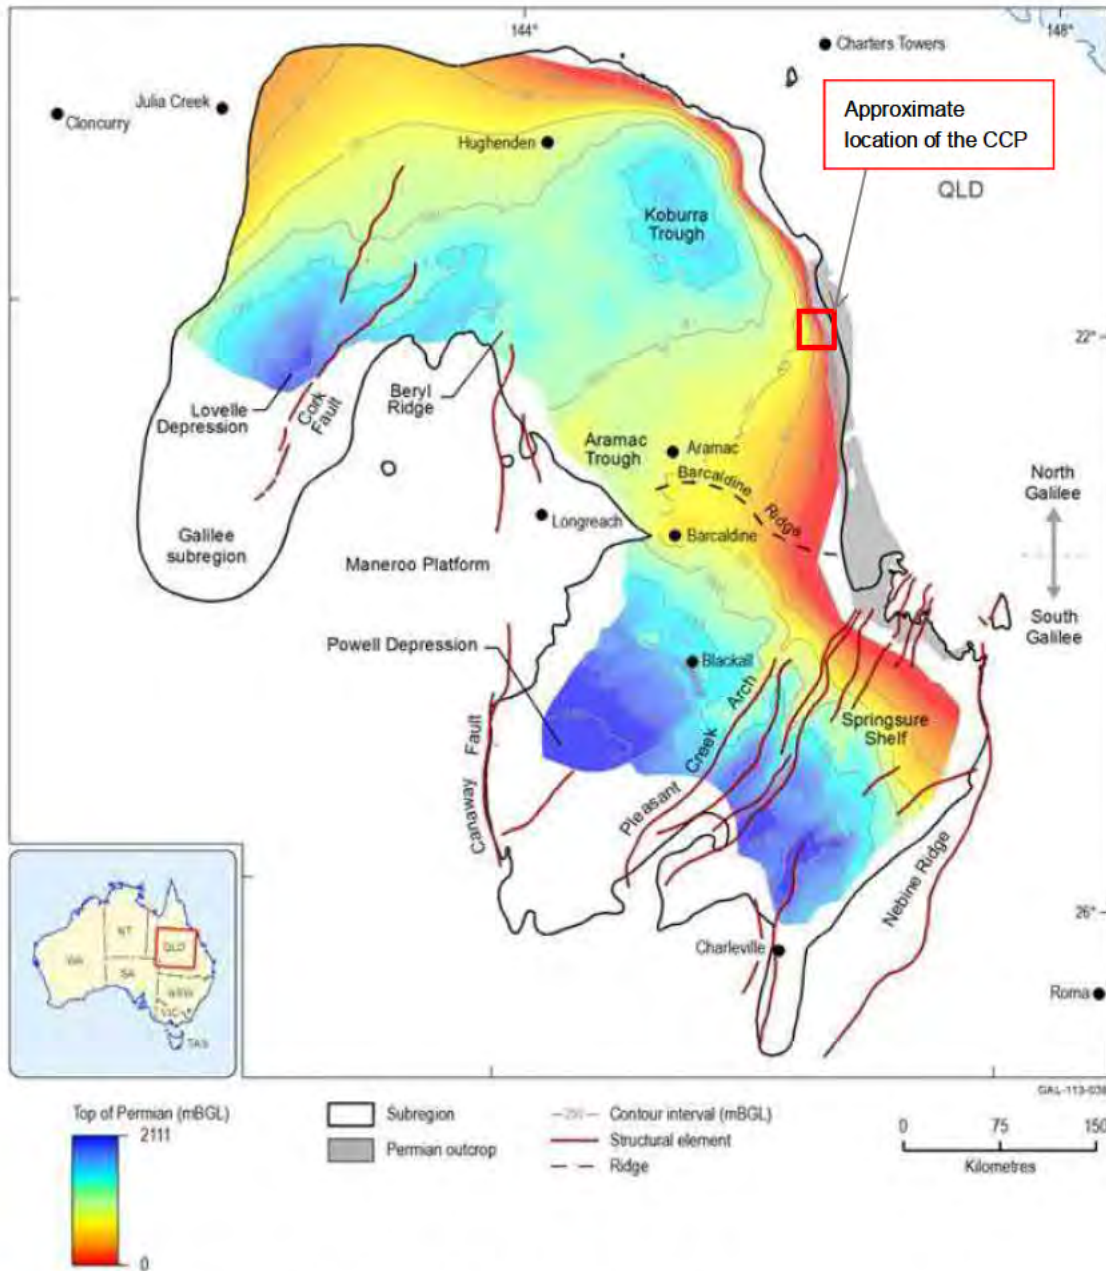 144°
148°
Charters Towers
Julia Creek
Cloncurry
Hughenden
Approximate
location of the CCP
QLD
Koburra
Trough
22°
Lovelle
Depression
Cork
Fault
Beryl
Ridge
Aramac
Trough
Aramac
Barcaldine
Ridge
North
Galilee
Galilee
subregion
Longreach
Barcaldine
Maneroo Platform
South
Galilee
Powell Depression
Blackall
Canaway Fault
Pleasant Creek Arch
Springsure
Shelf
Nebine Ridge
26°
Charleville
Roma
WA
NT
QLD
SA
NSW
VIC
TAS
Top of Permian (mBGL)
2111
0
Subregion
Permian outcrop
Contour interval (mBGL)
Structural element
Ridge
0 75 150
Kilometres